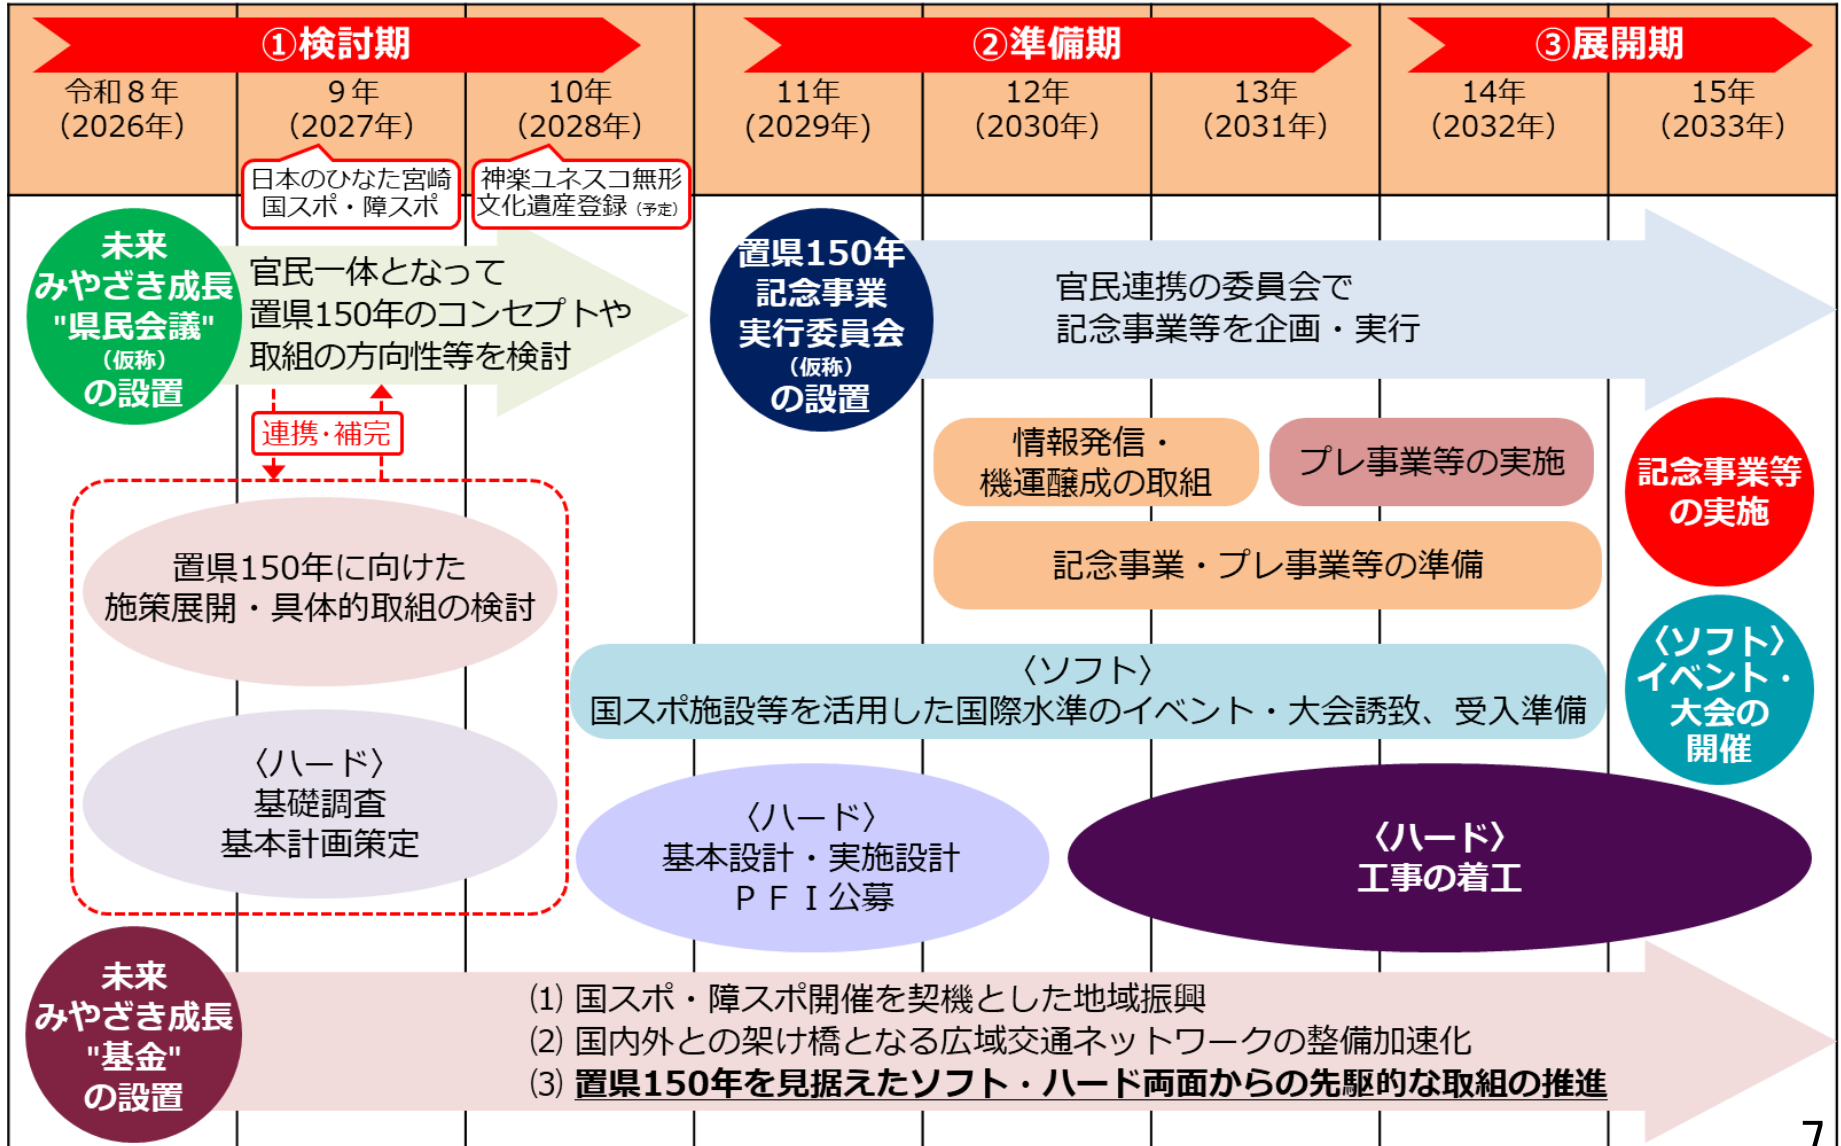 ①検討期
②準備期
③展開期
令和８年
（2026年）
９年
（2027年）
10年
（2028年）
11年
(2029年)
12年
（2030年）
13年
（2031年）
14年
（2032年）
15年
（2033年）
日本のひなた宮崎
国スポ・障スポ
神楽ユネスコ無形
文化遺産登録（予定）
未来
みやざき成長
"県民会議"
（仮称）
の設置
官民一体となって
置県150年のコンセプトや
取組の方向性等を検討
置県150年
記念事業
実行委員会
（仮称）
の設置
官民連携の委員会で
記念事業等を企画・実行
連携・補完
情報発信・
機運醸成の取組
プレ事業等の実施
記念事業等
の実施
置県150年に向けた
施策展開・具体的取組の検討
記念事業・プレ事業等の準備
〈ソフト〉
国スポ施設等を活用した国際水準のイベント・大会誘致、受入準備
〈ソフト〉
イベント・
大会の
開催
〈ハード〉
基礎調査
基本計画策定
〈ハード〉
基本設計・実施設計
ＰＦＩ公募
〈ハード〉
工事の着工
未来
みやざき成長
"基金"
の設置
⑴ 国スポ・障スポ開催を契機とした地域振興
⑵ 国内外との架け橋となる広域交通ネットワークの整備加速化
⑶ 置県150年を見据えたソフト・ハード両面からの先駆的な取組の推進
7